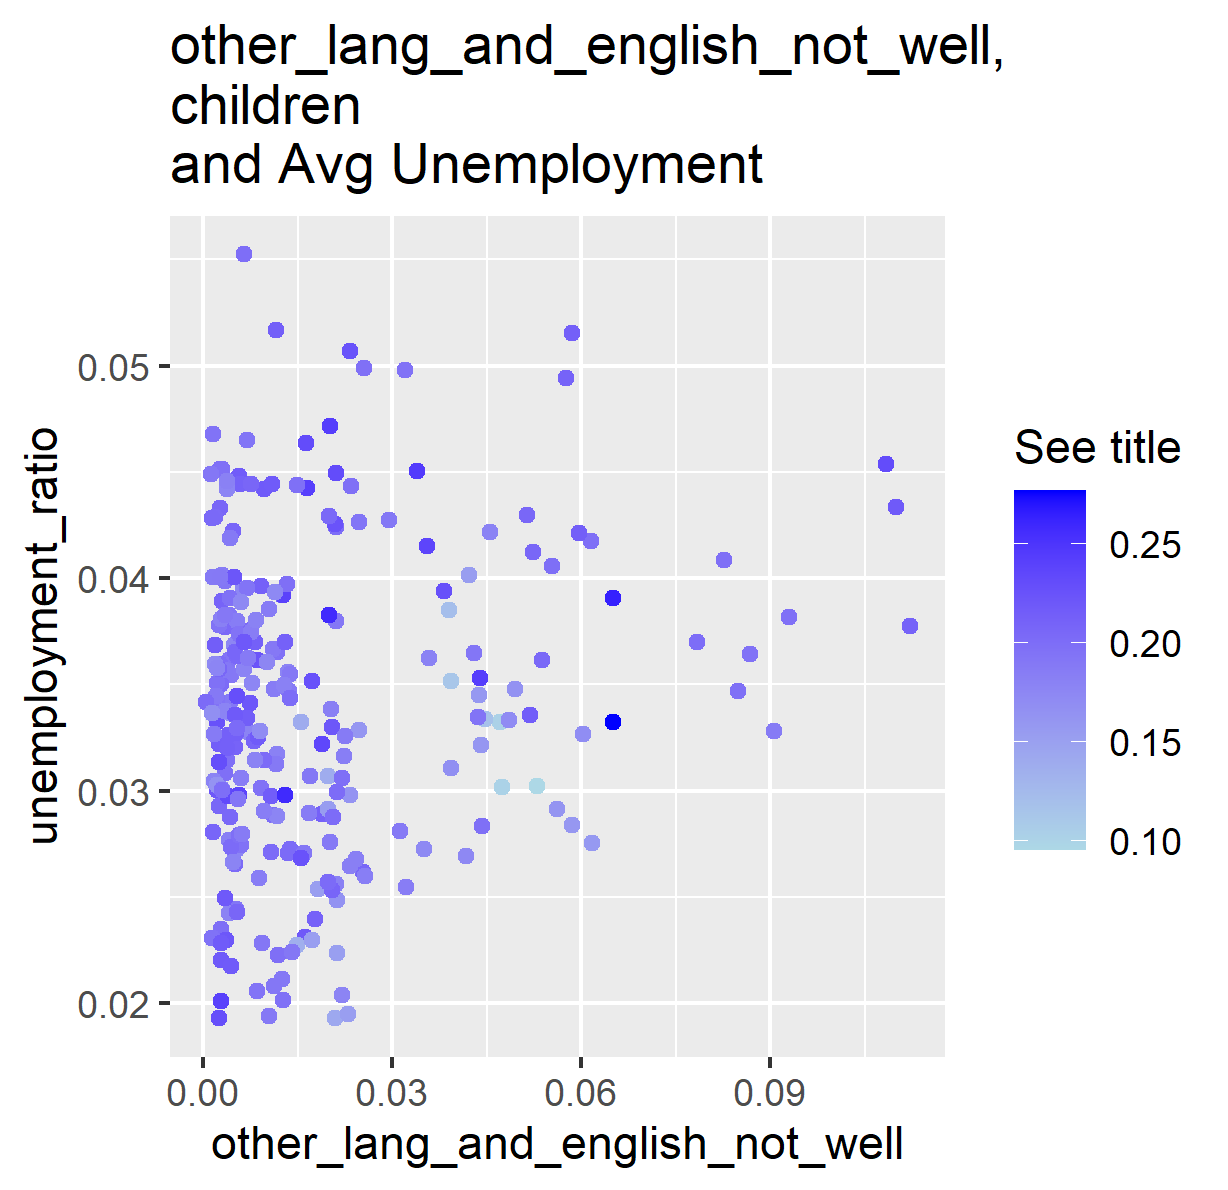 other_lang_and_english_not_well,
children
and Avg Unemployment
unemployment_ratio
0.05
0.04
0.03
0.02
0.00 0.03 0.06 0.09
other_lang_and_english_not_well
See title
0.25
0.20
0.15
0.10